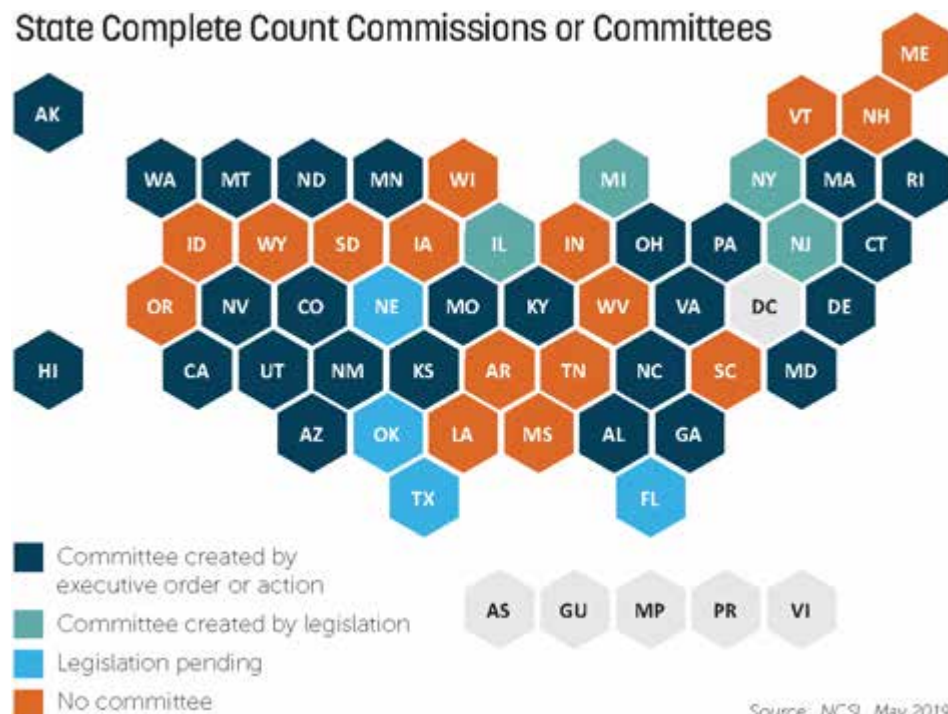 State Complete Count Commissions or Committees
ME
AK
VT NH
WA MT ND MN WI MI NY MA RI
ID WY SD IA IL IN OH PA NJ CT
OR NV CO NE MO KY WV VA DC DE
HI CA UT NM KS AR TN NC SC MD
AZ OK LA MS AL GA
TX FL
Committee created by
executive order or action
AS GU MP PR VI
Committee created by legislation
Legislation pending
No committee
Source: NCSL, May 2019